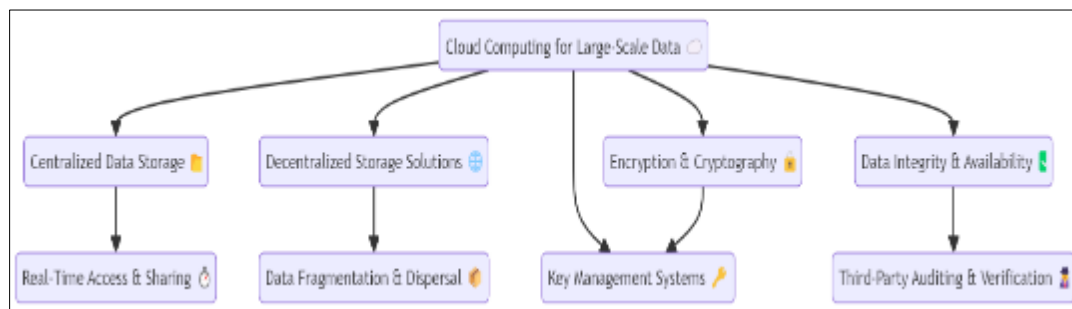 Cloud Computing for Large-Scale Data
Centralized Data Storage
Decentralized Storage Solutions
Encryption & Cryptography
Data Integrity & Availability
Real-Time Access & Sharing
Data Fragmentation & Dispersal
Key Management Systems
Third-Party Auditing & Verification